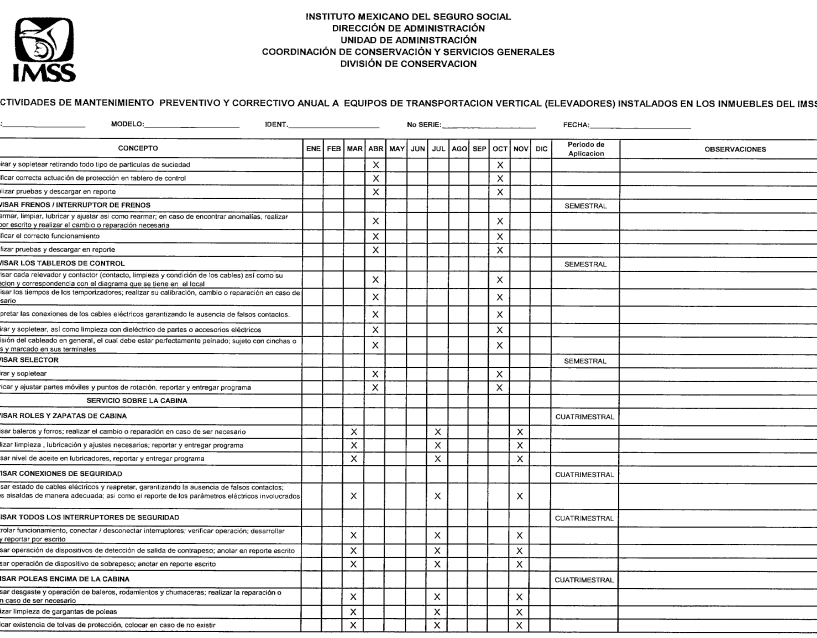 INSTITUTO MEXICANO DEL SEGURO SOCIAL
DIRECCIÓN DE ADMINISTRACIÓN
UNIDAD DE ADMINISTRACIÓN
COORDINACIÓN DE CONSERVACIÓN Y SERVICIOS GENERALES
DIVISIÓN DE CONSERVACION
IMSS
CTIVIDADES DE MANTENIMIENTO PREVENTIVO Y CORRECTIVO ANUAL A EQUIPOS DE TRANSPORTACION VERTICAL (ELEVADORES) INSTALADOS EN LOS INMUEBLES DEL IMSS
MODELO: IDENT. No SERIE: FECHA:
CONCEPTO ENE FEB MAR ABR MAY JUN JUL AGO SEP OCT NOV DIC Periodo de Aplicacion OBSERVACIONES
rar y sopletear retirando todo tipo de particulas de suciedad X X
ficar correcta actuación de protección en tablero de control X X
lizar pruebas y descargar en reporte X X
ISAR FRENOS / INTERRUPTOR DE FRENOS SEMESTRAL
rmar, limpiar, lubricar y ajustar asi como rearmar; en caso de encontrar anomalías, realizar
por escrito y realizar el cambio o reparación necesaria X X
ficar el correcto funcionamiento X X
lizar pruebas y descargar en reporte X X
ISAR LOS TABLEROS DE CONTROL SEMESTRAL
isar cada relevador y contactor (contacto, limpieza y condición de los cables) así como su
acion y correspondencia con el diagrama que se tiene en el local X X
isar los tiempos de los temporizadores; realizar su calibración, cambio o reparación en caso de
sario X X
pretar las conexiones de los cables eléctricos garantizando la ausencia de falsos contactos. X X
rar y sopletear, así como limpieza con dieléctrico de partes o accesorios eléctricos X X
isión del cableado en general, el cual debe estar perfectamente peinado; sujeto con cinchas o
s y marcado en sus terminales X X
ISAR SELECTOR SEMESTRAL
rar y sopletear X X
ricar y ajustar partes móviles y puntos de rotación. reportar y entregar programa X X
SERVICIO SOBRE LA CABINA
ISAR ROLES Y ZAPATAS DE CABINA CUATRIMESTRAL
isar baleros y forros; realizar el cambio o reparación en caso de ser necesario X X X
lizar limpieza , lubricación y ajustes necesarios; reportar y entregar programa X X X
isar nivel de aceite en lubricadores, reportar y entregar programa X X X
ISAR CONEXIONES DE SEGURIDAD CUATRIMESTRAL
sar estado de cables eléctricos y reapretar, garantizando la ausencia de falsos contactos;
s aisaldas de manera adecuada; asi como el reporte de los parámetros eléctricos involucrados X X X
ISAR TODOS LOS INTERRUPTORES DE SEGURIDAD CUATRIMESTRAL
trolar funcionamiento, conectar / desconectar interruptores; verificar operación; desarrollar
y reportar por escrito X X X
sar operación de dispositivos de detección de salida de contrapeso; anotar en reporte escrito X X X
sar operación de dispositivo de sobrepeso; anotar en reporte escrito X X X
ISAR POLEAS ENCIMA DE LA CABINA CUATRIMESTRAL
sar desgaste y operación de baleros, rodamientos y chumaceras; realizar la reparación o
n caso de ser necesario X X X
izar limpieza de gargantas de poleas X X X
icar existencia de tolvas de protección, colocar en caso de no existir X X X